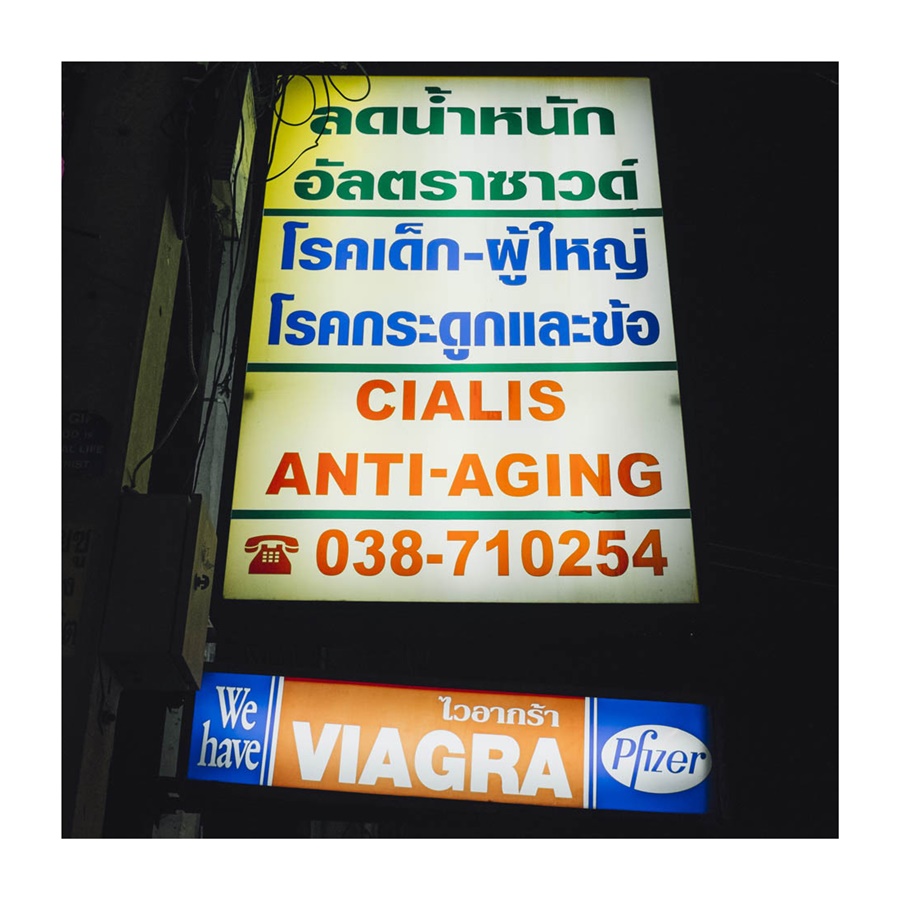 ลดน้ำหนัก
อัลตราซาวด์
โรคเด็ก-ผู้ใหญ่
โรคกระดูกและข้อ
CIALIS
ANTI-AGING
038-710254
We have
ไวอากร้า
VIAGRA
Pfizer